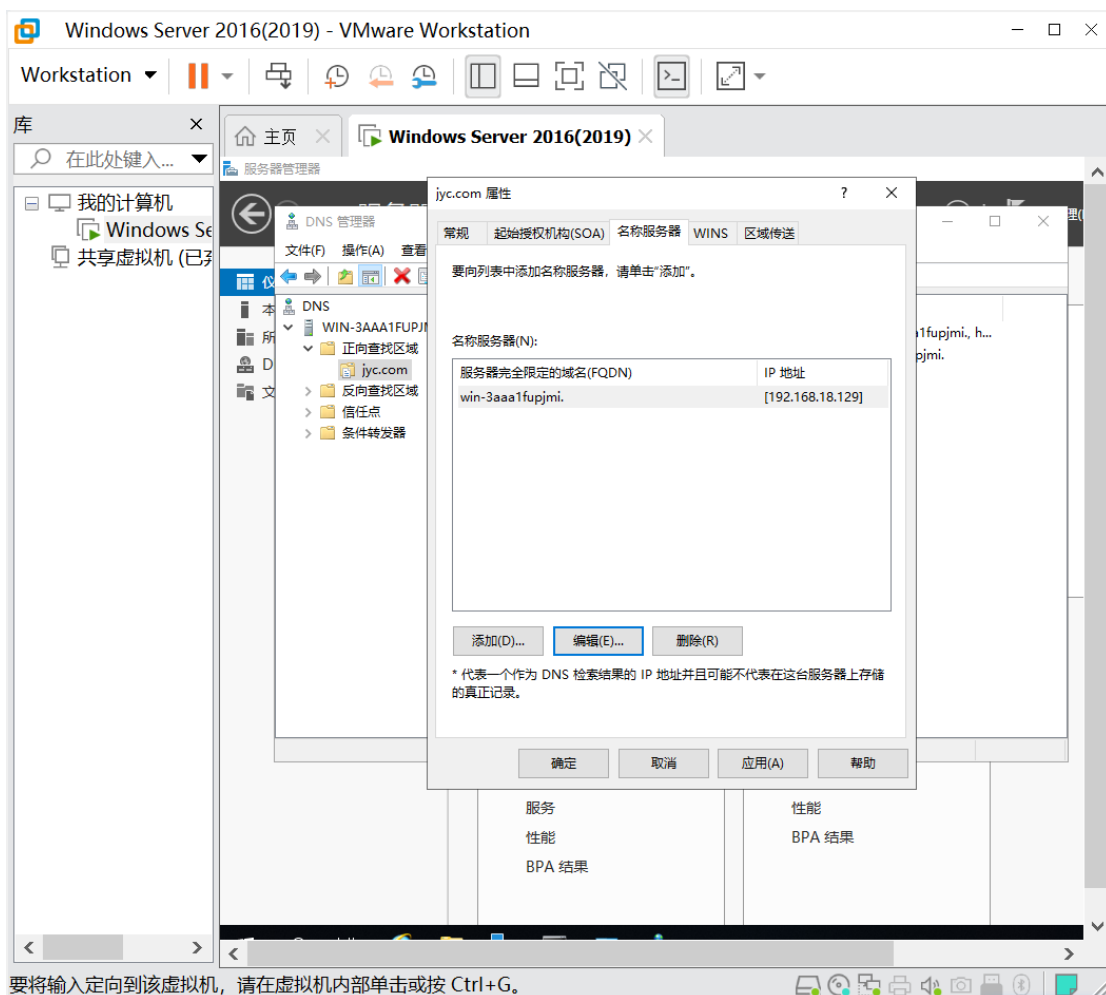 Windows Server 2016(2019) - VMware Workstation
Workstation
库
主页
Windows Server 2016(2019)
在此处键入...
服务器管理器
我的计算机
Windows Se
共享虚拟机 (已
jyc.com 属性
?
DNS 管理器
文件(F) 操作(A) 查看
常规 起始授权机构(SOA) 名称服务器 WINS 区域传送
要向列表中添加名称服务器，请单击“添加”。
DNS
WIN-3AAA1FUPJM
正向查找区域
jyc.com
反向查找区域
信任点
条件转发器
仪
本
所
D
文
名称服务器(N):
服务器完全限定的域名(FQDN) IP 地址
win-3aaa1fupjmi. [192.168.18.129]
1fupjmi., h...
pjmi.
添加(D)... 编辑(E)... 删除(R)
* 代表一个作为 DNS 检索结果的 IP 地址并且可能不代表在这台服务器上存储
的真正记录。
确定 取消 应用(A) 帮助
服务 性能
性能 BPA 结果
BPA 结果
要将输入定向到该虚拟机，请在虚拟机内部单击或按 Ctrl+G。